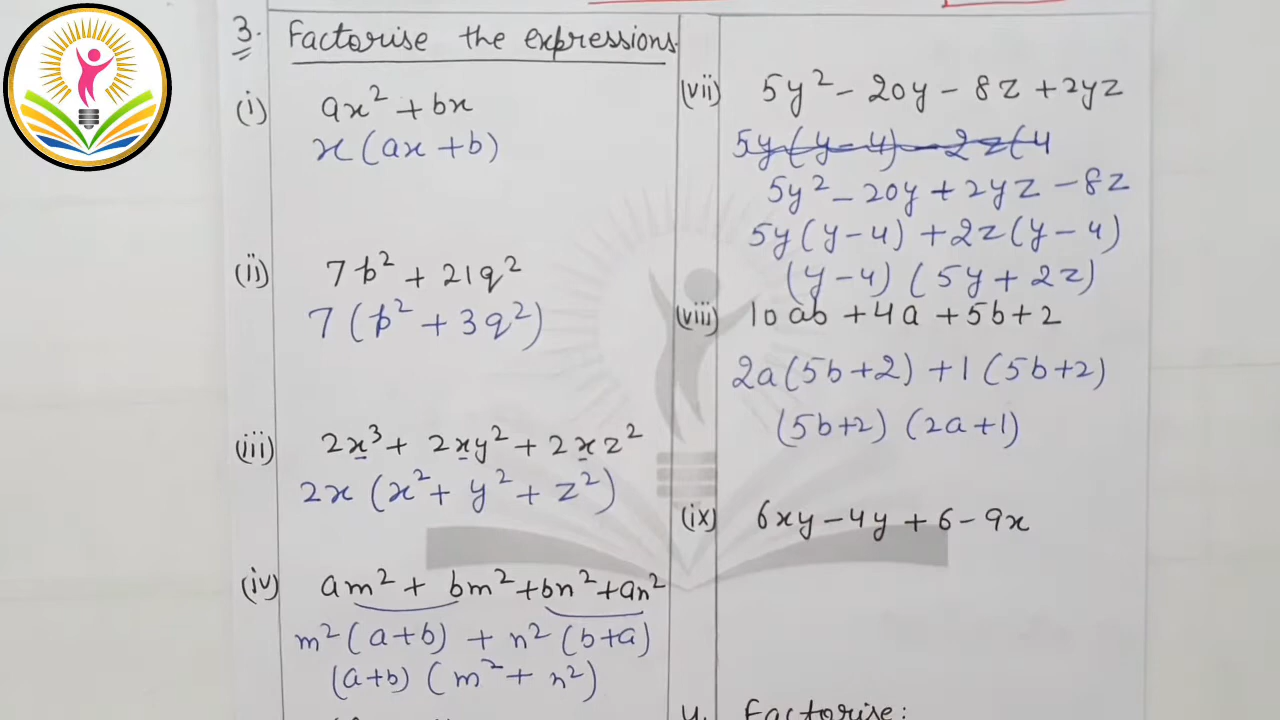 3. Factorise the expressions
(i) ax² + bx
x(ax + b)
(ii) 7p² + 21q²
7(p² + 3q²)
(iii) 2x³ + 2xy² + 2xz²
2x(x² + y² + z²)
(iv) am² + bm² + bn² + an²
m²(a+b) + n²(b+a)
(a+b) (m² + n²)
(vii) 5y² - 20y - 8z + 2yz
5y(y-4) - 2z(4
5y² - 20y + 2yz - 8z
5y(y-4) + 2z(y-4)
(y-4) (5y + 2z)
(viii) 10ab + 4a + 5b + 2
2a(5b+2) + 1(5b+2)
(5b+2) (2a+1)
(ix) 6xy - 4y + 6 - 9x
4. Factorise: